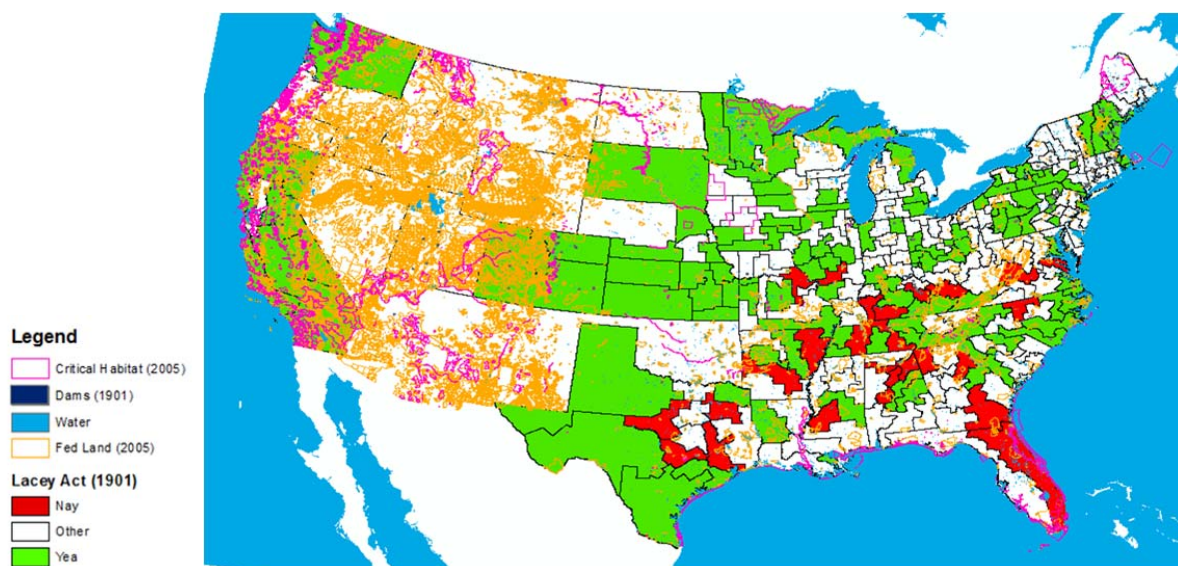 Legend
Critical Habitat (2005)
Dams (1901)
Water
Fed Land (2005)
Lacey Act (1901)
Nay
Other
Yea